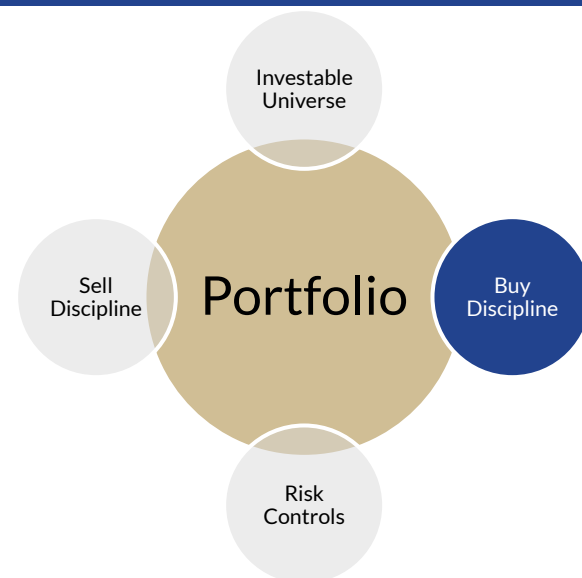 Investable
Universe
Sell
Discipline
Portfolio
Buy
Discipline
Risk
Controls